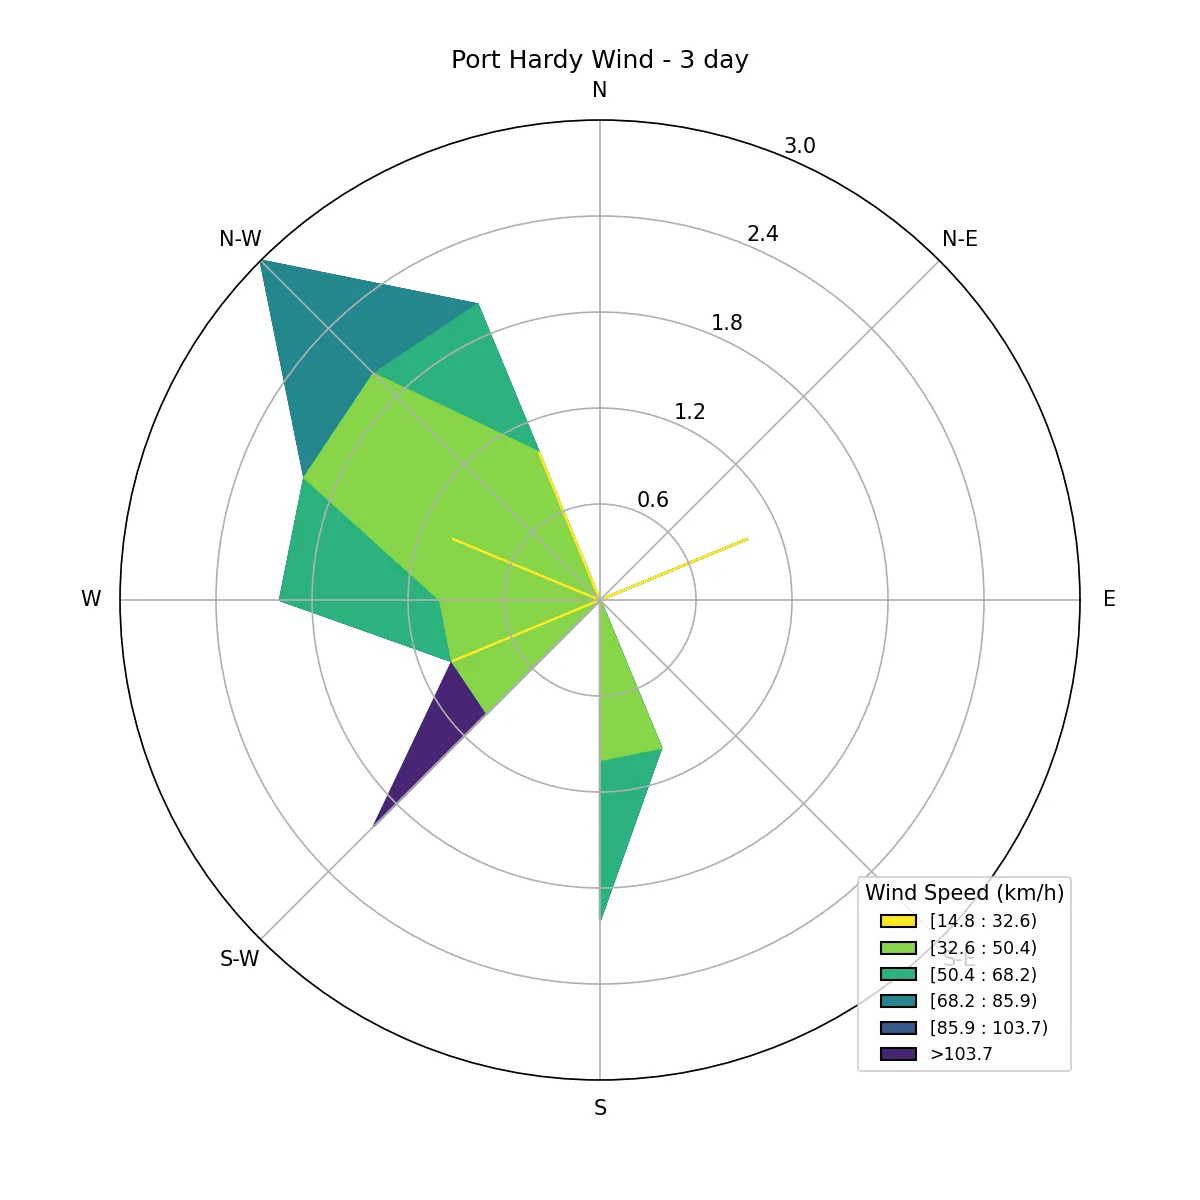 Port Hardy Wind - 3 day
N
3.0
N-W
N-E
2.4
1.8
1.2
0.6
W
E
S-W
S-E
S
Wind Speed (km/h)
[14.8 : 32.6)
[32.6 : 50.4)
[50.4 : 68.2)
[68.2 : 85.9)
[85.9 : 103.7)
>103.7